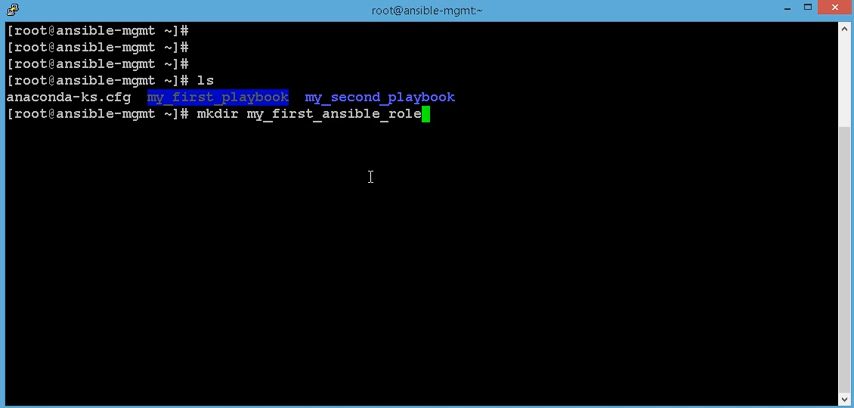 root@ansible-mgmt:~
[root@ansible-mgmt ~]#
[root@ansible-mgmt ~]#
[root@ansible-mgmt ~]#
[root@ansible-mgmt ~]# ls
anaconda-ks.cfg my_first_playbook my_second_playbook
[root@ansible-mgmt ~]# mkdir my_first_ansible_role